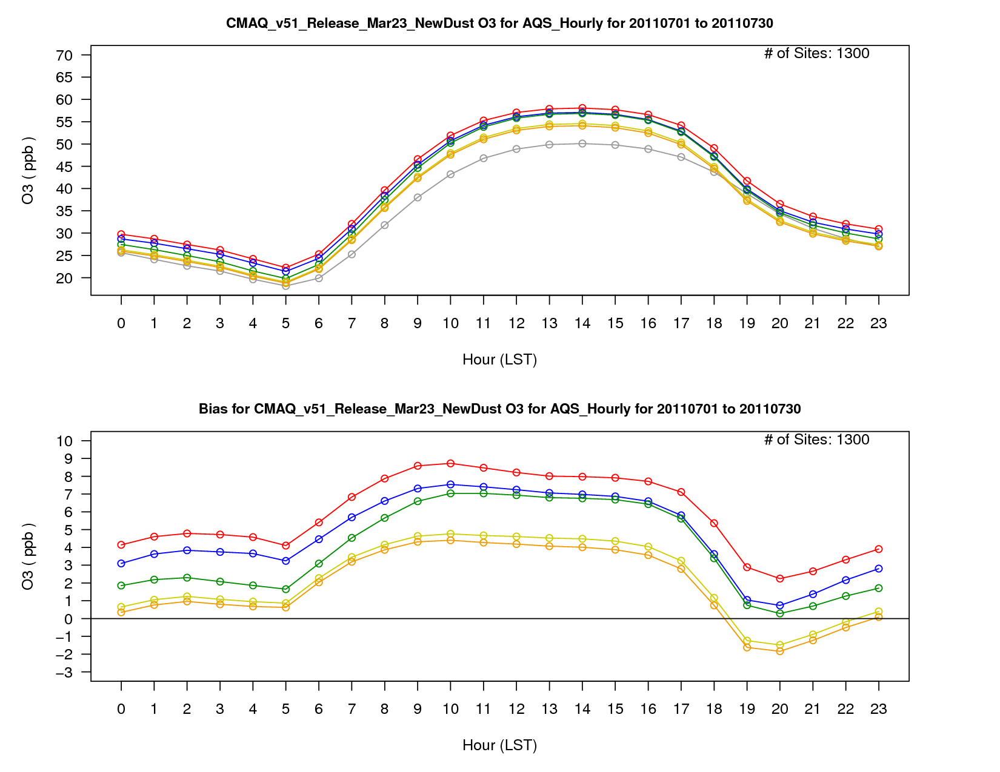 CMAQ_v51_Release_Mar23_NewDust O3 for AQS_Hourly for 20110701 to 20110730
# of Sites: 1300
70
65
60
55
50
45
40
35
30
25
20
O3 ( ppb )
0 1 2 3 4 5 6 7 8 9 10 11 12 13 14 15 16 17 18 19 20 21 22 23
Hour (LST)
Bias for CMAQ_v51_Release_Mar23_NewDust O3 for AQS_Hourly for 20110701 to 20110730
# of Sites: 1300
10
9
8
7
6
5
4
3
2
1
0
−1
−2
−3
O3 ( ppb )
0 1 2 3 4 5 6 7 8 9 10 11 12 13 14 15 16 17 18 19 20 21 22 23
Hour (LST)